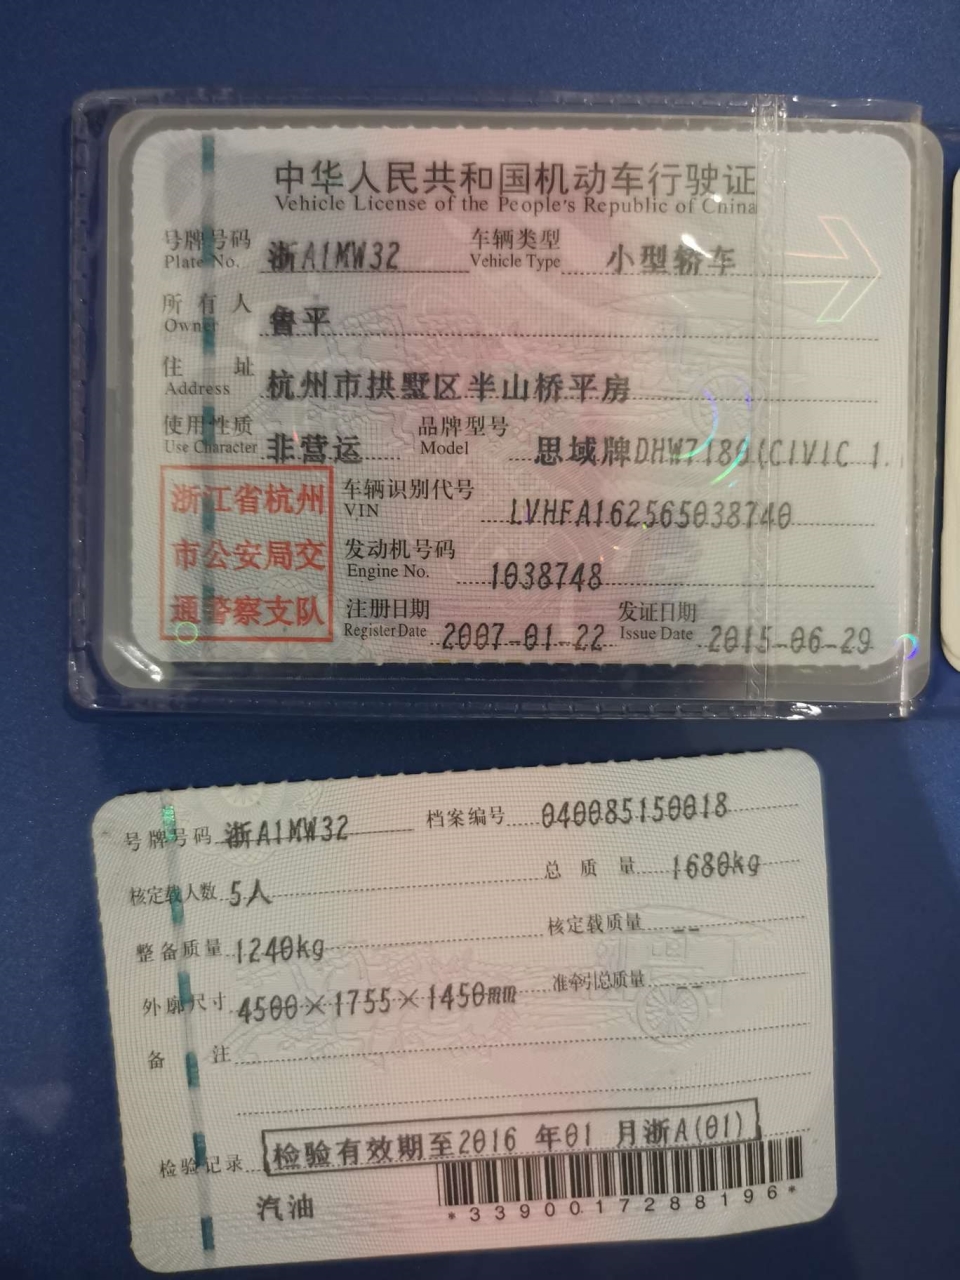 中华人民共和国机动车行驶证
Vehicle License of the People's Republic of China
号牌号码 浙A1MW32 车辆类型 小型轿车
Plate No. Vehicle Type
所有人 鲁平
Owner
住址 杭州市拱墅区半山桥平房
Address
使用性质 非营运 品牌型号 思域牌DHW7180(CIVIC 1.
Use Character Model
浙江省杭州
市公安局交
通警察支队
车辆识别代号 LVHFA162565038740
VIN
发动机号码 1038748
Engine No.
注册日期 2007-01-22 发证日期 2015-06-29
Register Date Issue Date
号牌号码 浙A1MW32 档案编号 040085150018
核定载人数 5人 总质量 1680kg
整备质量 1240kg 核定载质量 --
外廓尺寸 4500×1755×1450mm 准牵引总质量 --
备注
检验记录 检验有效期至2016 年01 月浙A(01)
汽油
*3390017288196*